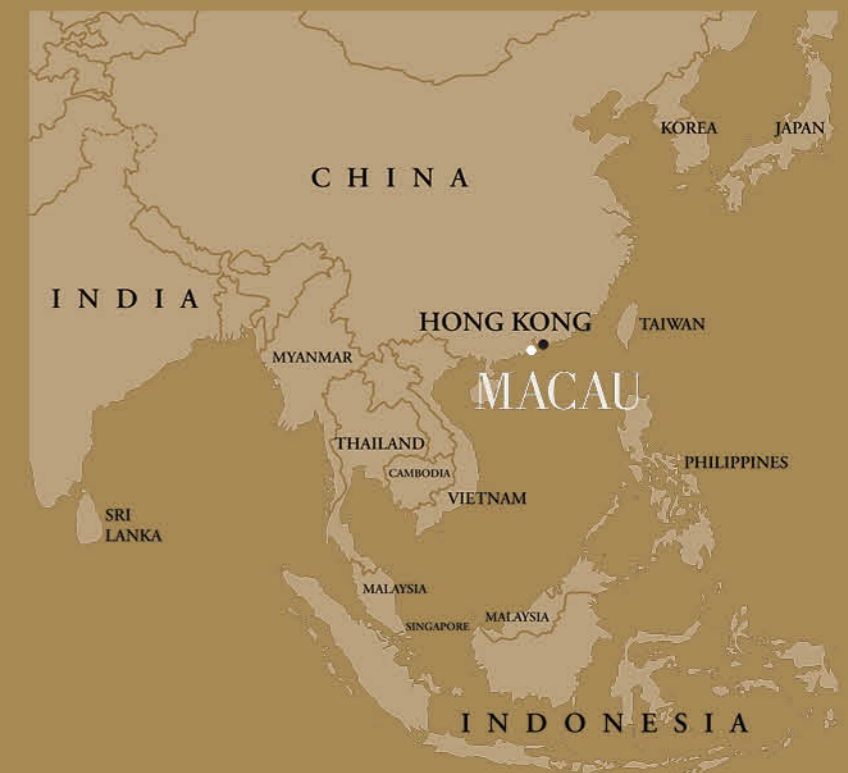 KOREA
JAPAN
CHINA
INDIA
HONG KONG
TAIWAN
MYANMAR
MACAU
THAILAND
PHILIPPINES
CAMBODIA
VIETNAM
SRI
LANKA
MALAYSIA
MALAYSIA
SINGAPORE
INDONESIA